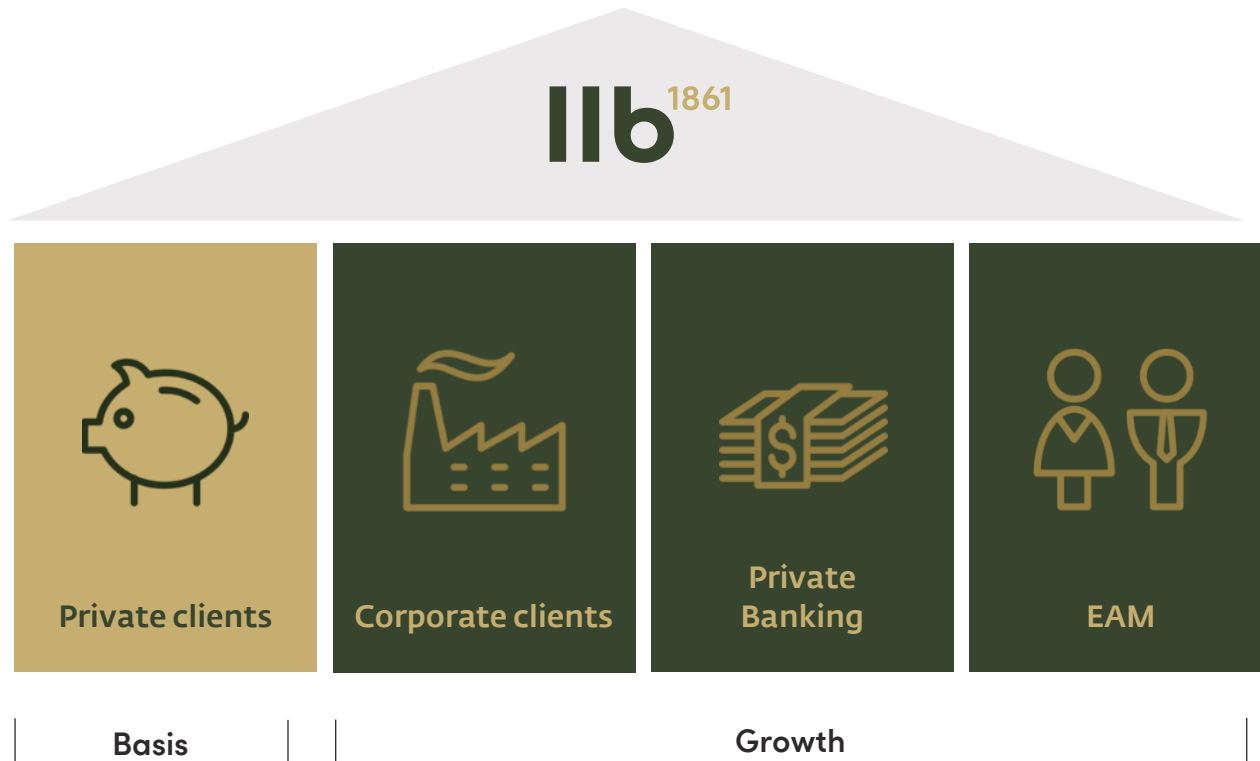 llb 1861
Private clients
Corporate clients
Private
Banking
EAM
Basis
Growth